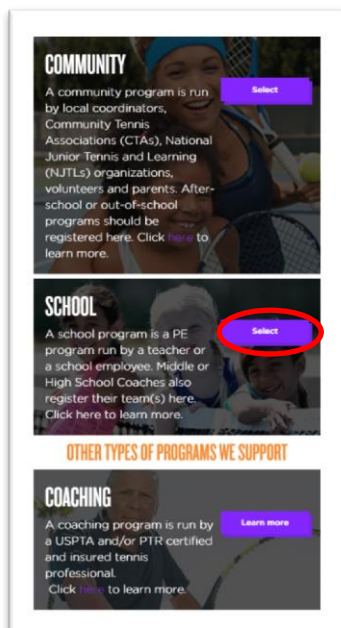 COMMUNITY
Select
A community program is run
by local coordinators,
Community Tennis
Associations (CTAs), National
Junior Tennis and Learning
(NJTLs) organizations,
volunteers and parents. After-
school or out-of-school
programs should be
registered here. Click here to
learn more.
SCHOOL
Select
A school program is a PE
program run by a teacher or
a school employee. Middle or
High School Coaches also
register their team(s) here.
Click here to learn more.
OTHER TYPES OF PROGRAMS WE SUPPORT
COACHING
Learn more
A coaching program is run by
a USPTA and/or PTR certified
and insured tennis
professional.
Click here to learn more.